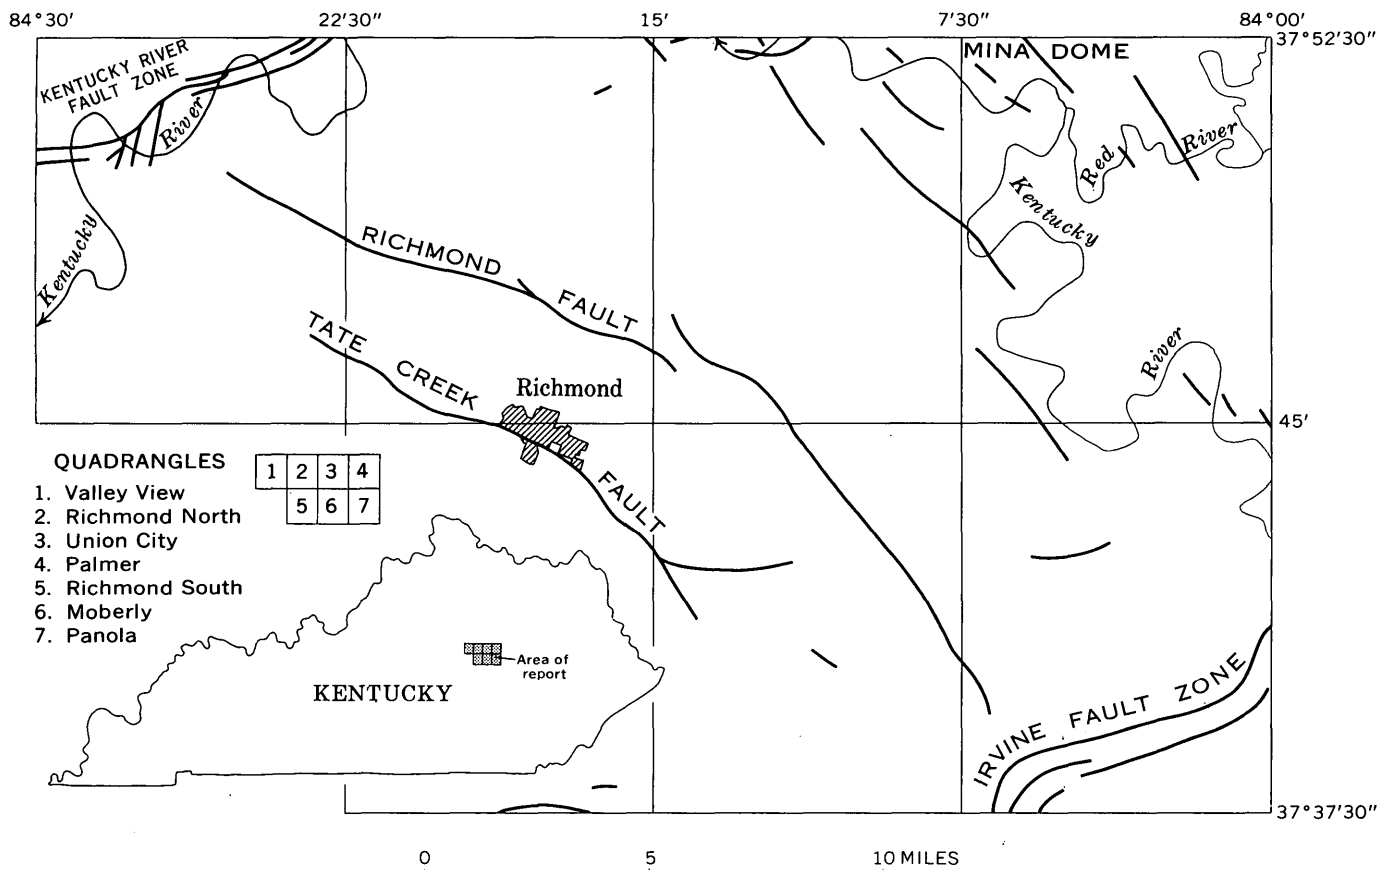 84°30′ 22′30″ 15′ 7′30″ 84°00′
37°52′30″
KENTUCKY RIVER
FAULT ZONE
River
MINA DOME
Red
River
Kentucky
Kentucky
RICHMOND
FAULT
TATE CREEK
River
Richmond
45′
FAULT
QUADRANGLES
1 2 3 4
5 6 7
1. Valley View
2. Richmond North
3. Union City
4. Palmer
5. Richmond South
6. Moberly
7. Panola
Area of
report
KENTUCKY
IRVINE FAULT ZONE
37°37′30″
0 5 10 MILES